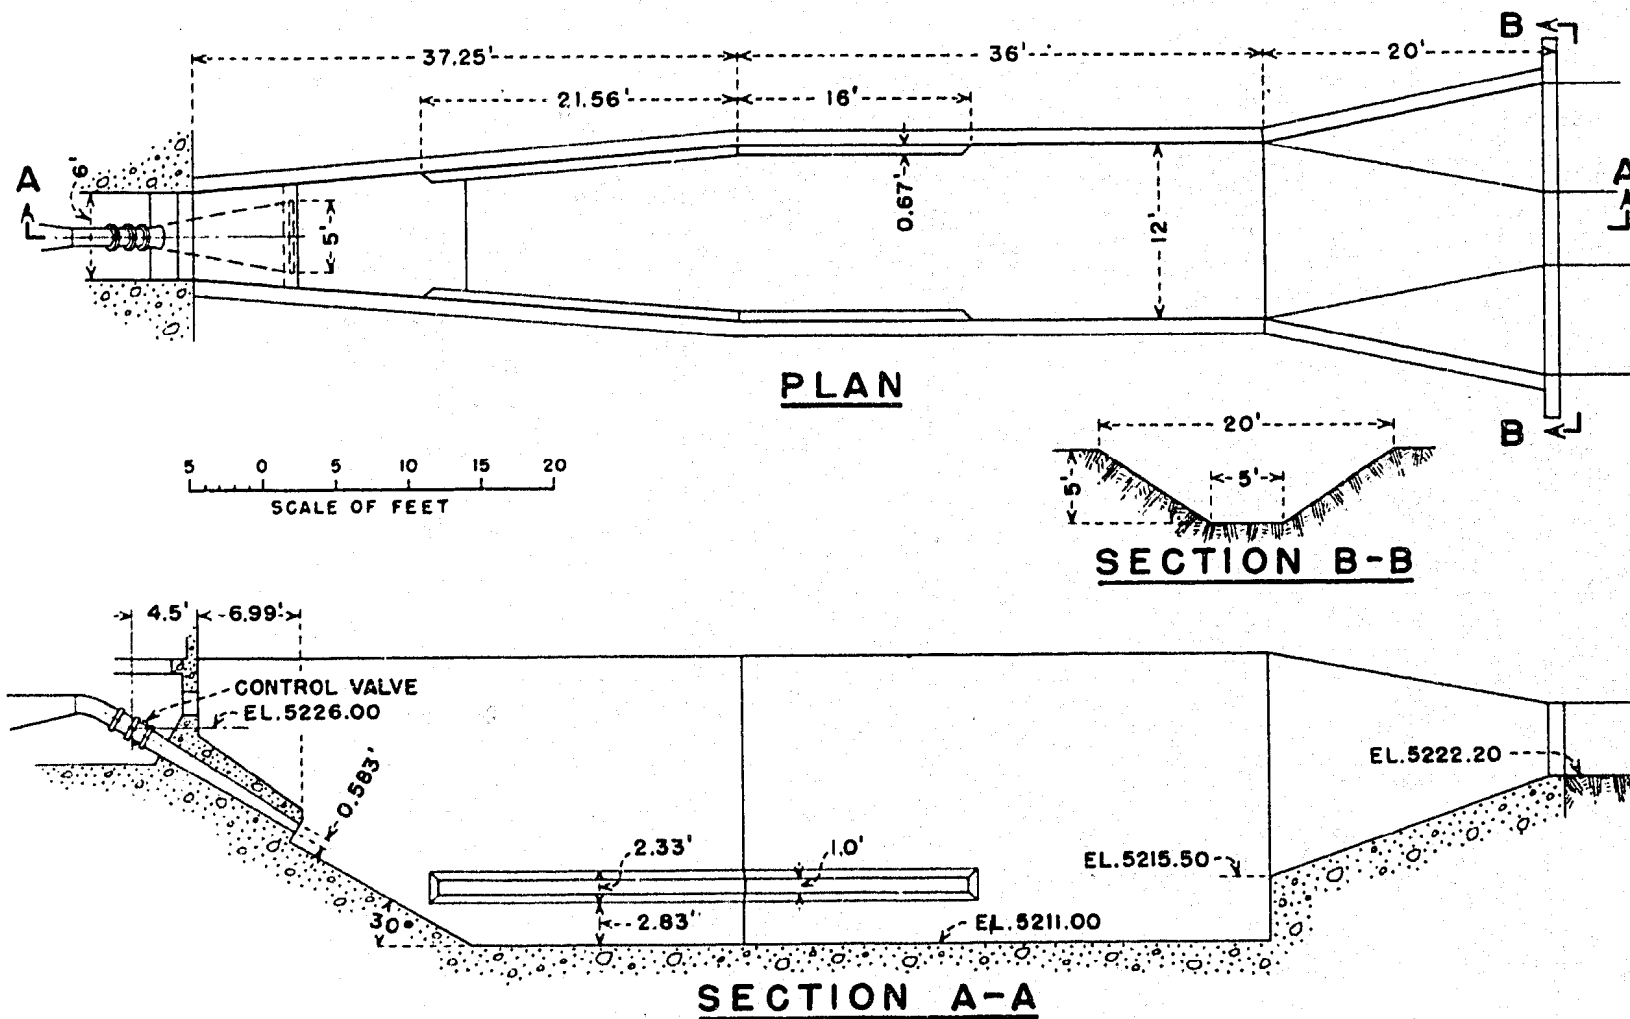 B
37.25'
36'
20'
21.56'
16'
A
6'
5'
0.67'
12'
A
PLAN
B
20'
5'
5'
SECTION B-B
5 0 5 10 15 20
SCALE OF FEET
4.5' 6.99'
CONTROL VALVE
EL.5226.00
0.583'
EL.5222.20
2.33' 1.0'
EL.5215.50
30°
2.83'
EL.5211.00
SECTION A-A